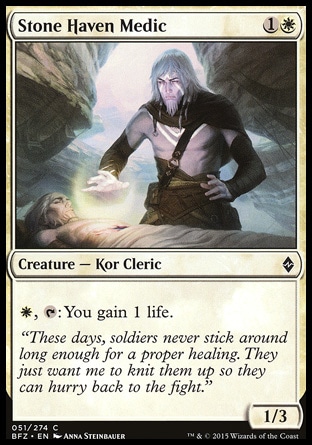 Stone Haven Medic 1
Creature — Kor Cleric
, : You gain 1 life.
“These days, soldiers never stick around
long enough for a proper healing. They
just want me to knit them up so they
can hurry back to the fight.”
1/3
051/274 C
BFZ • EN Anna Steinbauer
™ & © 2015 Wizards of the Coast